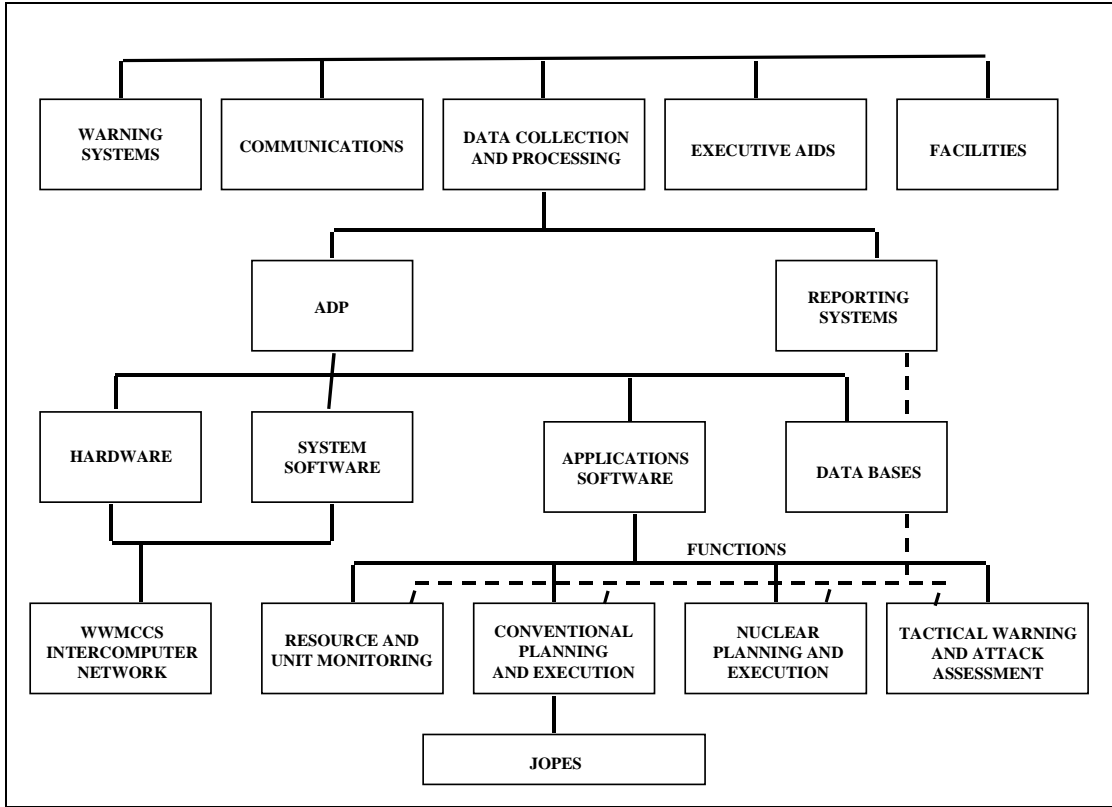 WARNING
SYSTEMS
COMMUNICATIONS
DATA COLLECTION
AND PROCESSING
EXECUTIVE AIDS
FACILITIES
ADP
REPORTING
SYSTEMS
HARDWARE
SYSTEM
SOFTWARE
APPLICATIONS
SOFTWARE
DATA BASES
FUNCTIONS
WWMCCS
INTERCOMPUTER
NETWORK
RESOURCE AND
UNIT MONITORING
CONVENTIONAL
PLANNING
AND EXECUTION
NUCLEAR
PLANNING AND
EXECUTION
TACTICAL WARNING
AND ATTACK
ASSESSMENT
JOPES